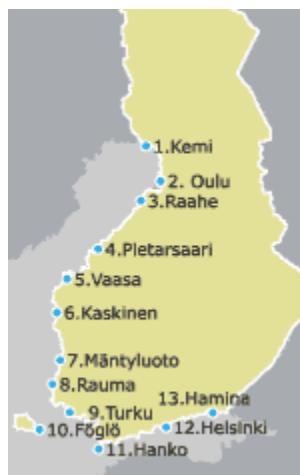 1.Kemi
2. Oulu
3.Raahe
4.Pletarsaari
5.Vaasa
6.Kaskinen
7.Mäntyluoto
8.Rauma
13.Hamina
9.Turku
12.Helsinki
10.Föglö
11.Hanko